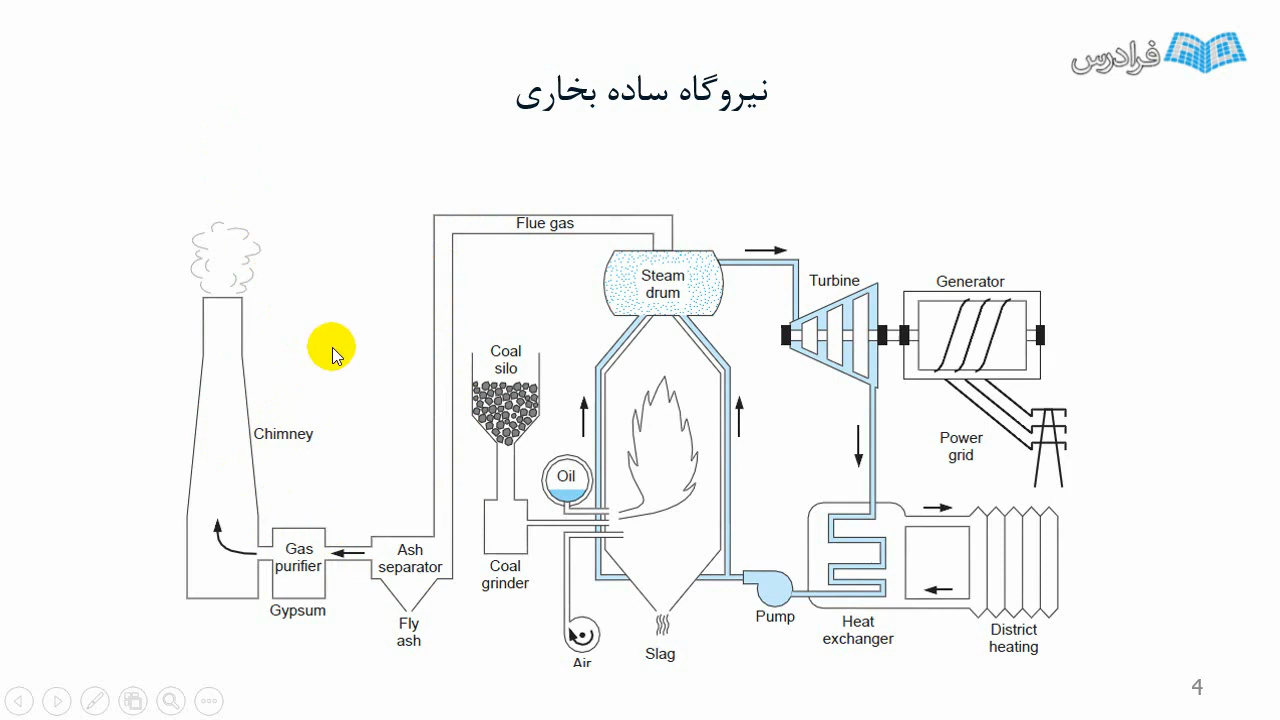 فرادرس
نیروگاه ساده بخاری
Flue gas
Steam
drum
Turbine
Generator
Coal
silo
Chimney
Power
grid
Oil
Gas
purifier
Ash
separator
Gypsum
Fly
ash
Coal
grinder
Air
Slag
Pump
Heat
exchanger
District
heating
4